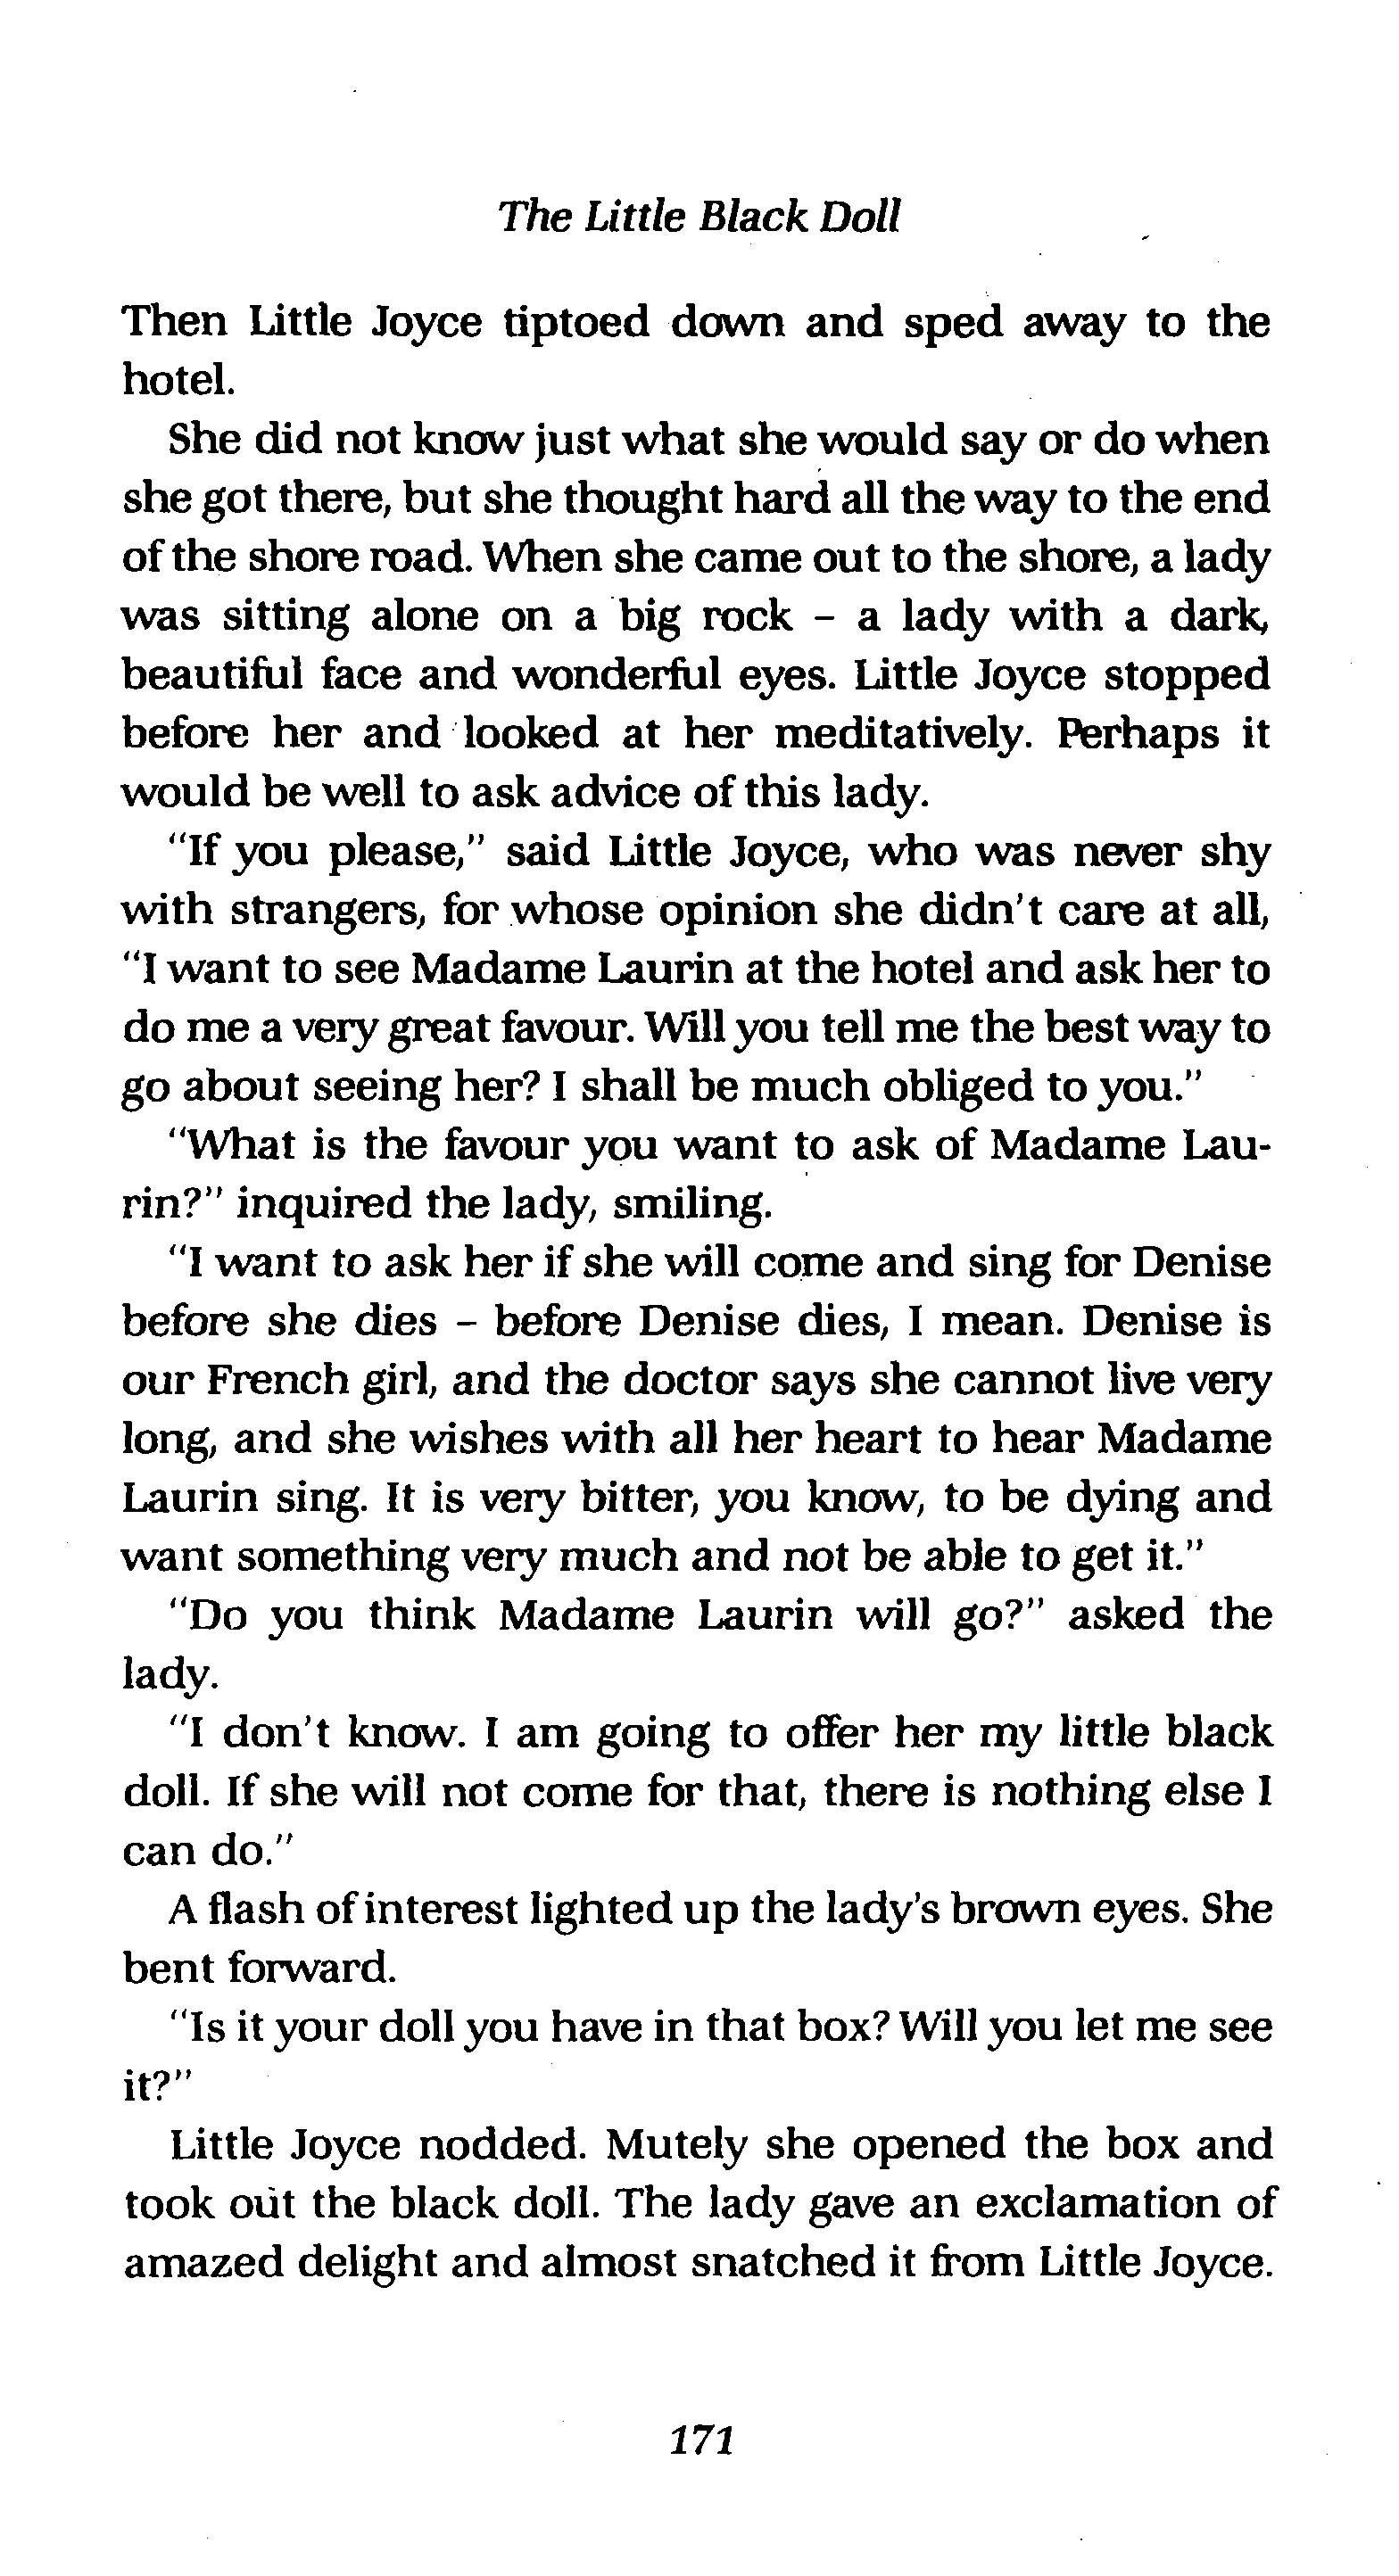 The Little Black Doll
Then Little Joyce tiptoed down and sped away to the
hotel.
She did not know just what she would say or do when
she got there, but she thought hard all the way to the end
of the shore road. When she came out to the shore, a lady
was sitting alone on a big rock – a lady with a dark,
beautiful face and wonderful eyes. Little Joyce stopped
before her and looked at her meditatively. Perhaps it
would be well to ask advice of this lady.
"If you please," said Little Joyce, who was never shy
with strangers, for whose opinion she didn't care at all,
"I want to see Madame Laurin at the hotel and ask her to
do me a very great favour. Will you tell me the best way to
go about seeing her? I shall be much obliged to you."
"What is the favour you want to ask of Madame Lau-
rin?" inquired the lady, smiling.
"I want to ask her if she will come and sing for Denise
before she dies – before Denise dies, I mean. Denise is
our French girl, and the doctor says she cannot live very
long, and she wishes with all her heart to hear Madame
Laurin sing. It is very bitter, you know, to be dying and
want something very much and not be able to get it."
"Do you think Madame Laurin will go?" asked the
lady.
"I don't know. I am going to offer her my little black
doll. If she will not come for that, there is nothing else I
can do."
A flash of interest lighted up the lady's brown eyes. She
bent forward.
"Is it your doll you have in that box? Will you let me see
it?"
Little Joyce nodded. Mutely she opened the box and
took out the black doll. The lady gave an exclamation of
amazed delight and almost snatched it from Little Joyce.
171